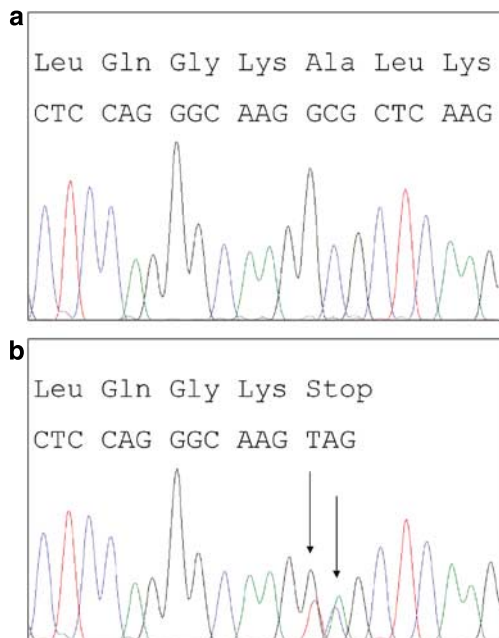 a
Leu Gln Gly Lys Ala Leu Lys
CTC CAG GGC AAG GCG CTC AAG
b
Leu Gln Gly Lys Stop
CTC CAG GGC AAG TAG